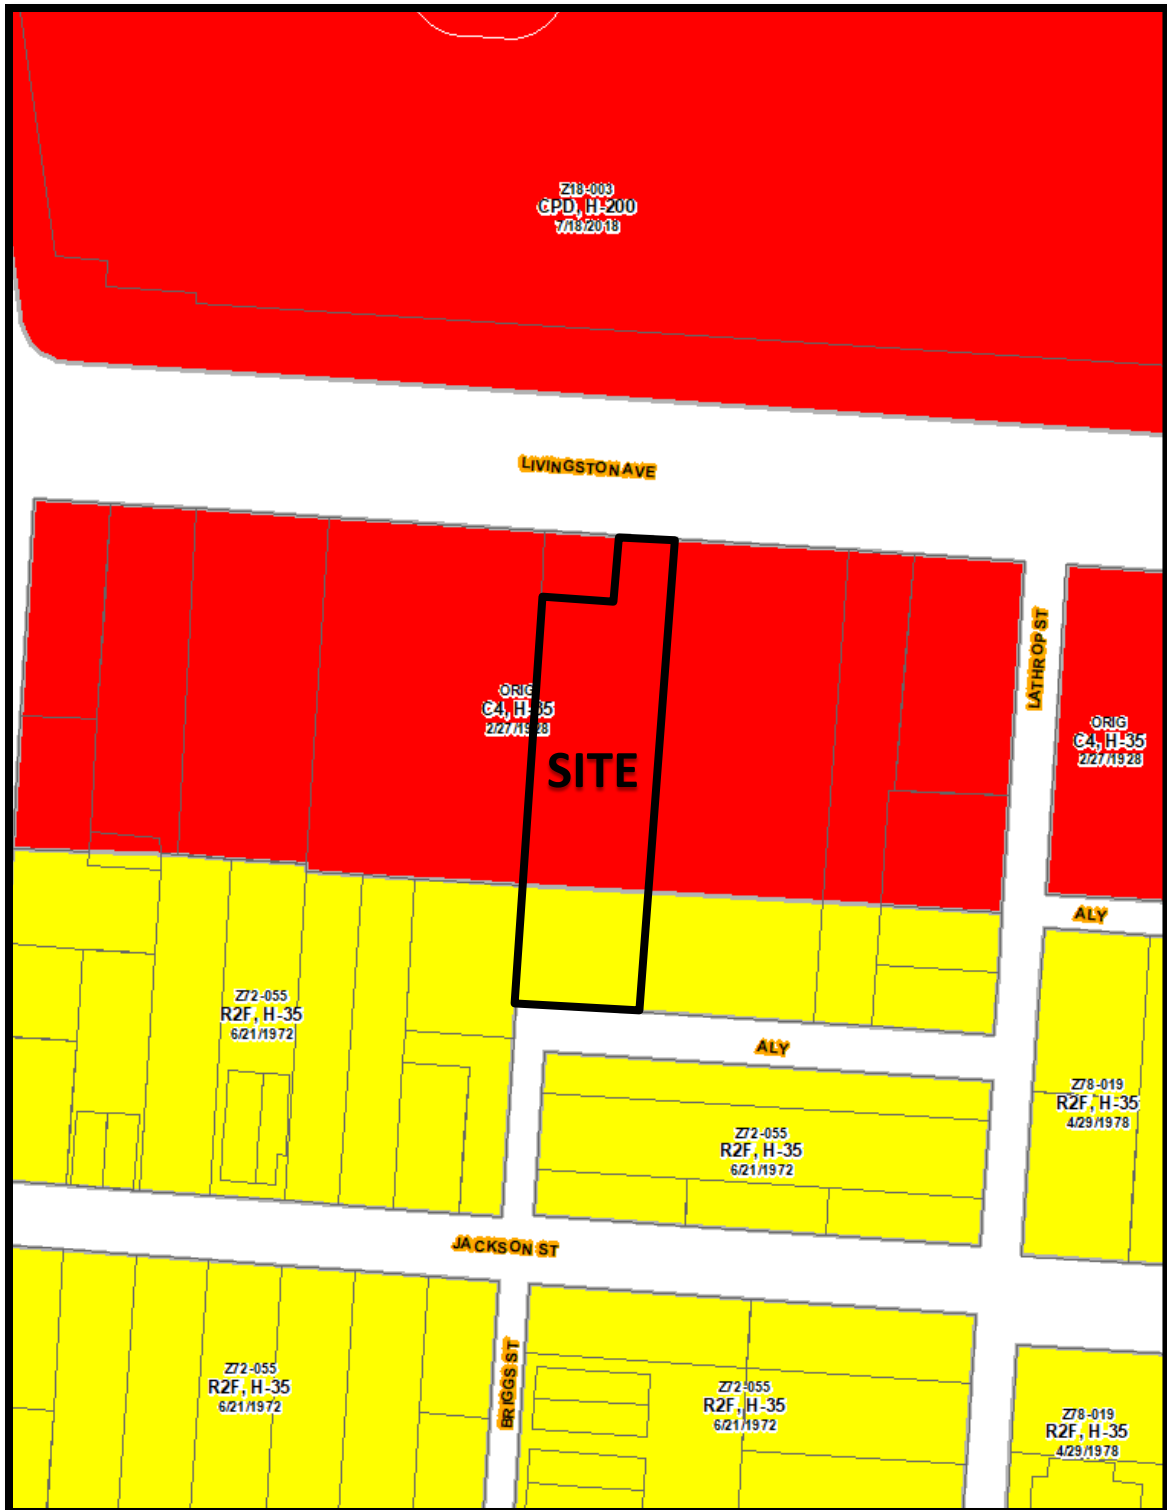 Z18-003
CPD, H-200
7/18/2018
LIVINGSTON AVE
LATHROP ST
ORIG
C4, H-35
2/27/1928
ORIG
C4, H-35
2/27/1928
SITE
ALY
Z72-055
R2F, H-35
6/21/1972
ALY
Z78-019
R2F, H-35
4/29/1978
Z72-055
R2F, H-35
6/21/1972
JACKSON ST
Z72-055
R2F, H-35
6/21/1972
BRIGGS ST
Z72-055
R2F, H-35
6/21/1972
Z78-019
R2F, H-35
4/29/1978